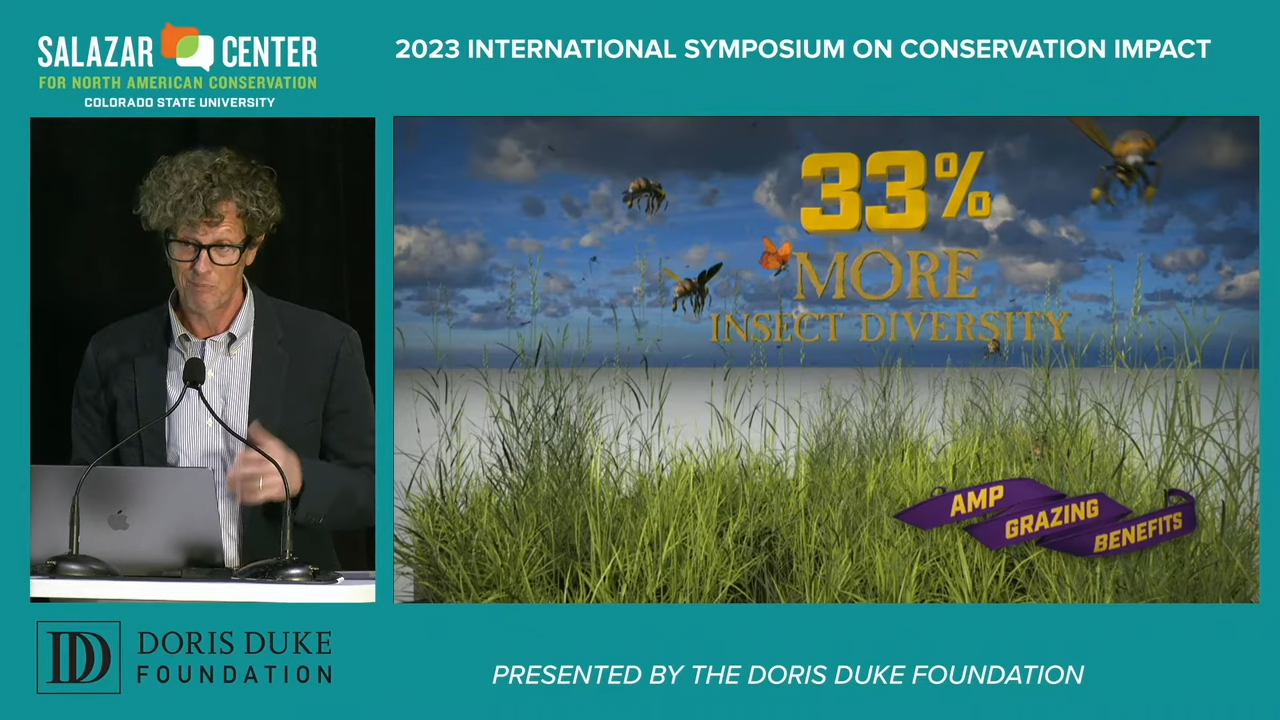 SALAZAR CENTER
FOR NORTH AMERICAN CONSERVATION
COLORADO STATE UNIVERSITY
2023 INTERNATIONAL SYMPOSIUM ON CONSERVATION IMPACT
33%
MORE
INSECT DIVERSITY
AMP
GRAZING
BENEFITS
DD
DORIS DUKE
FOUNDATION
PRESENTED BY THE DORIS DUKE FOUNDATION